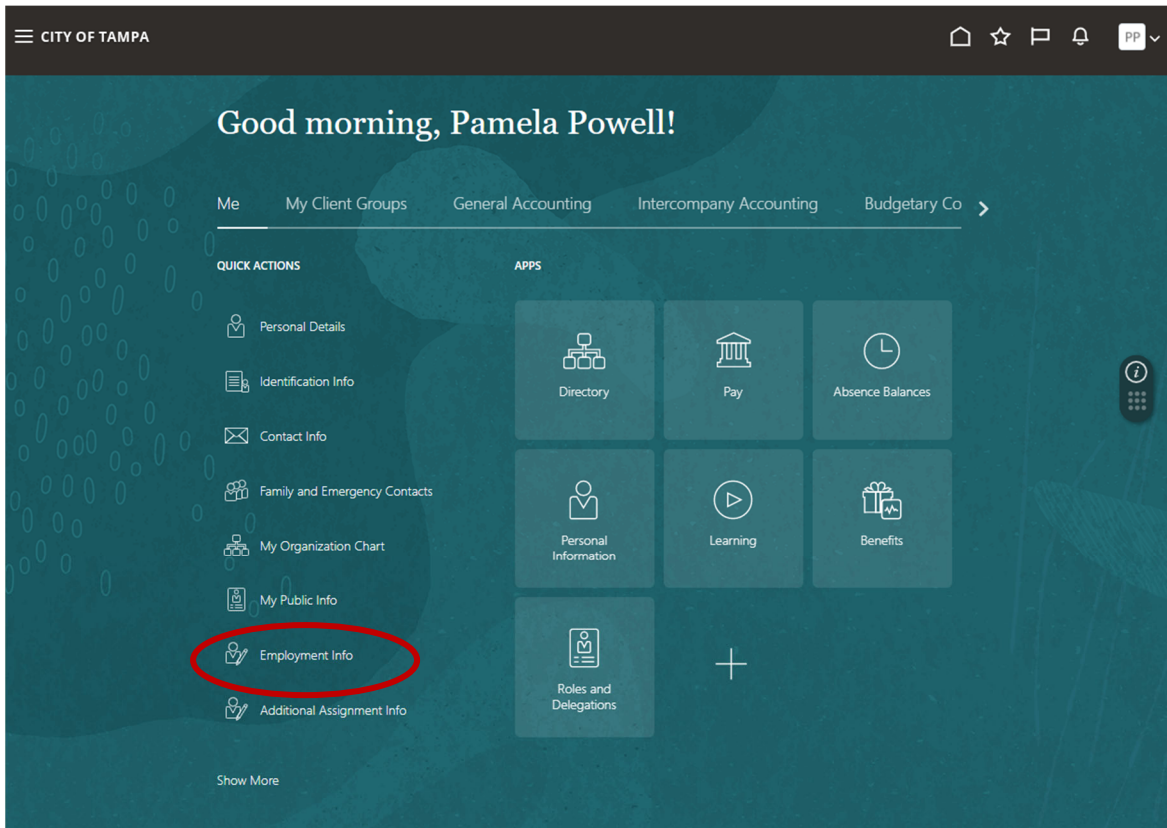 CITY OF TAMPA
PP
Good morning, Pamela Powell!
Me
My Client Groups
General Accounting
Intercompany Accounting
Budgetary Co
QUICK ACTIONS
Personal Details
Identification Info
Contact Info
Family and Emergency Contacts
My Organization Chart
My Public Info
Employment Info
Additional Assignment Info
Show More
APPS
Directory
Pay
Absence Balances
Personal
Information
Learning
Benefits
Roles and
Delegations